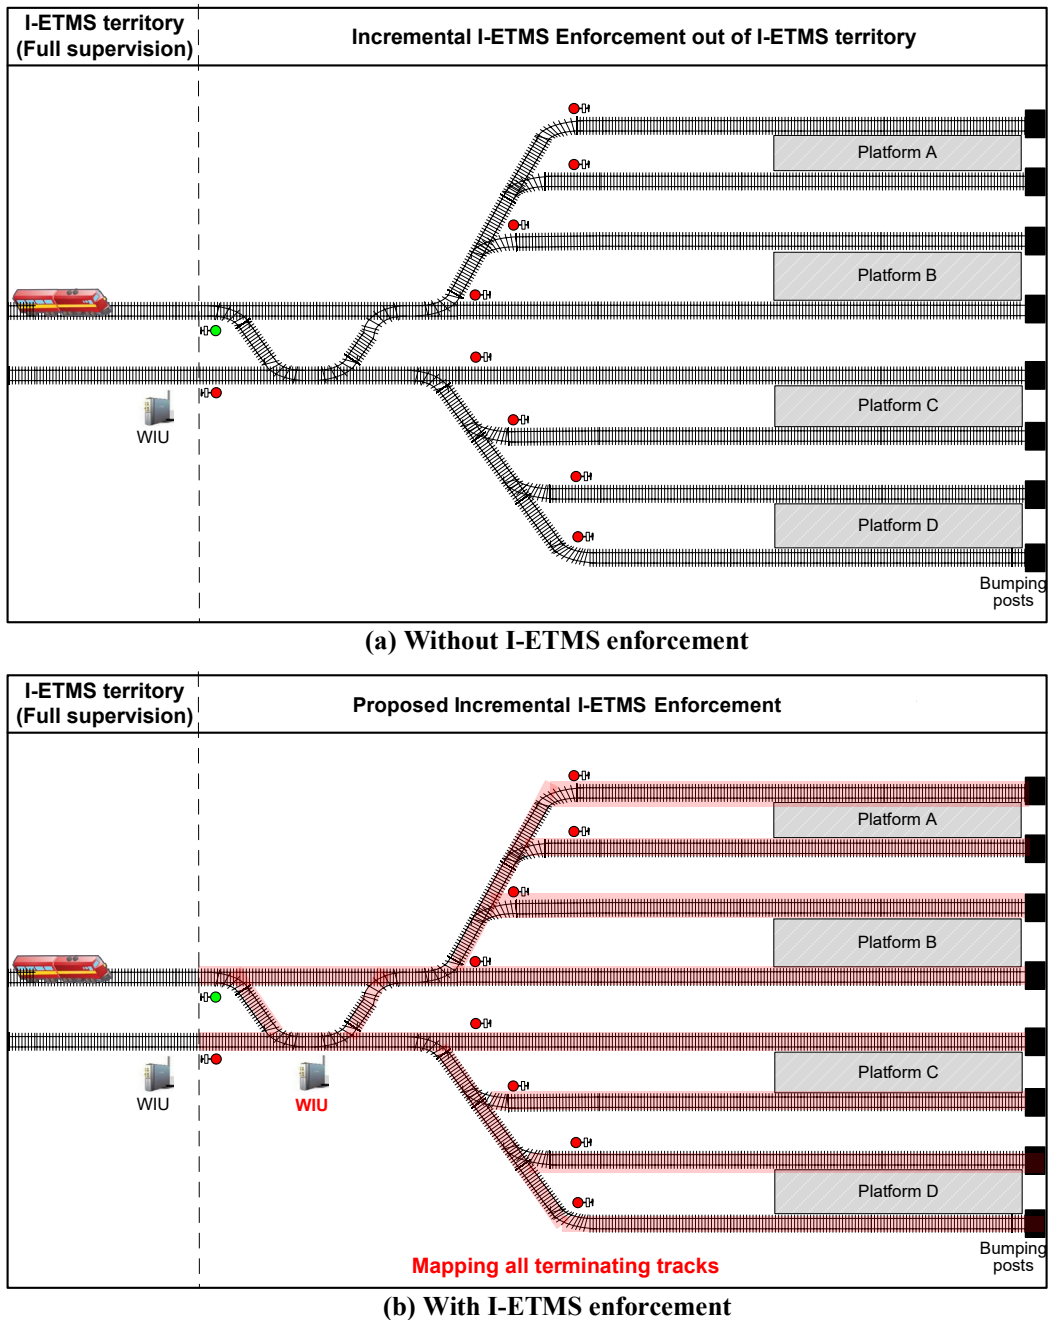 I-ETMS territory
(Full supervision)
Incremental I-ETMS Enforcement out of I-ETMS territory
Platform A
Platform B
WIU
Platform C
Platform D
Bumping
posts
(a) Without I-ETMS enforcement
I-ETMS territory
(Full supervision)
Proposed Incremental I-ETMS Enforcement
Platform A
Platform B
WIU
WIU
Platform C
Platform D
Bumping
posts
Mapping all terminating tracks
(b) With I-ETMS enforcement